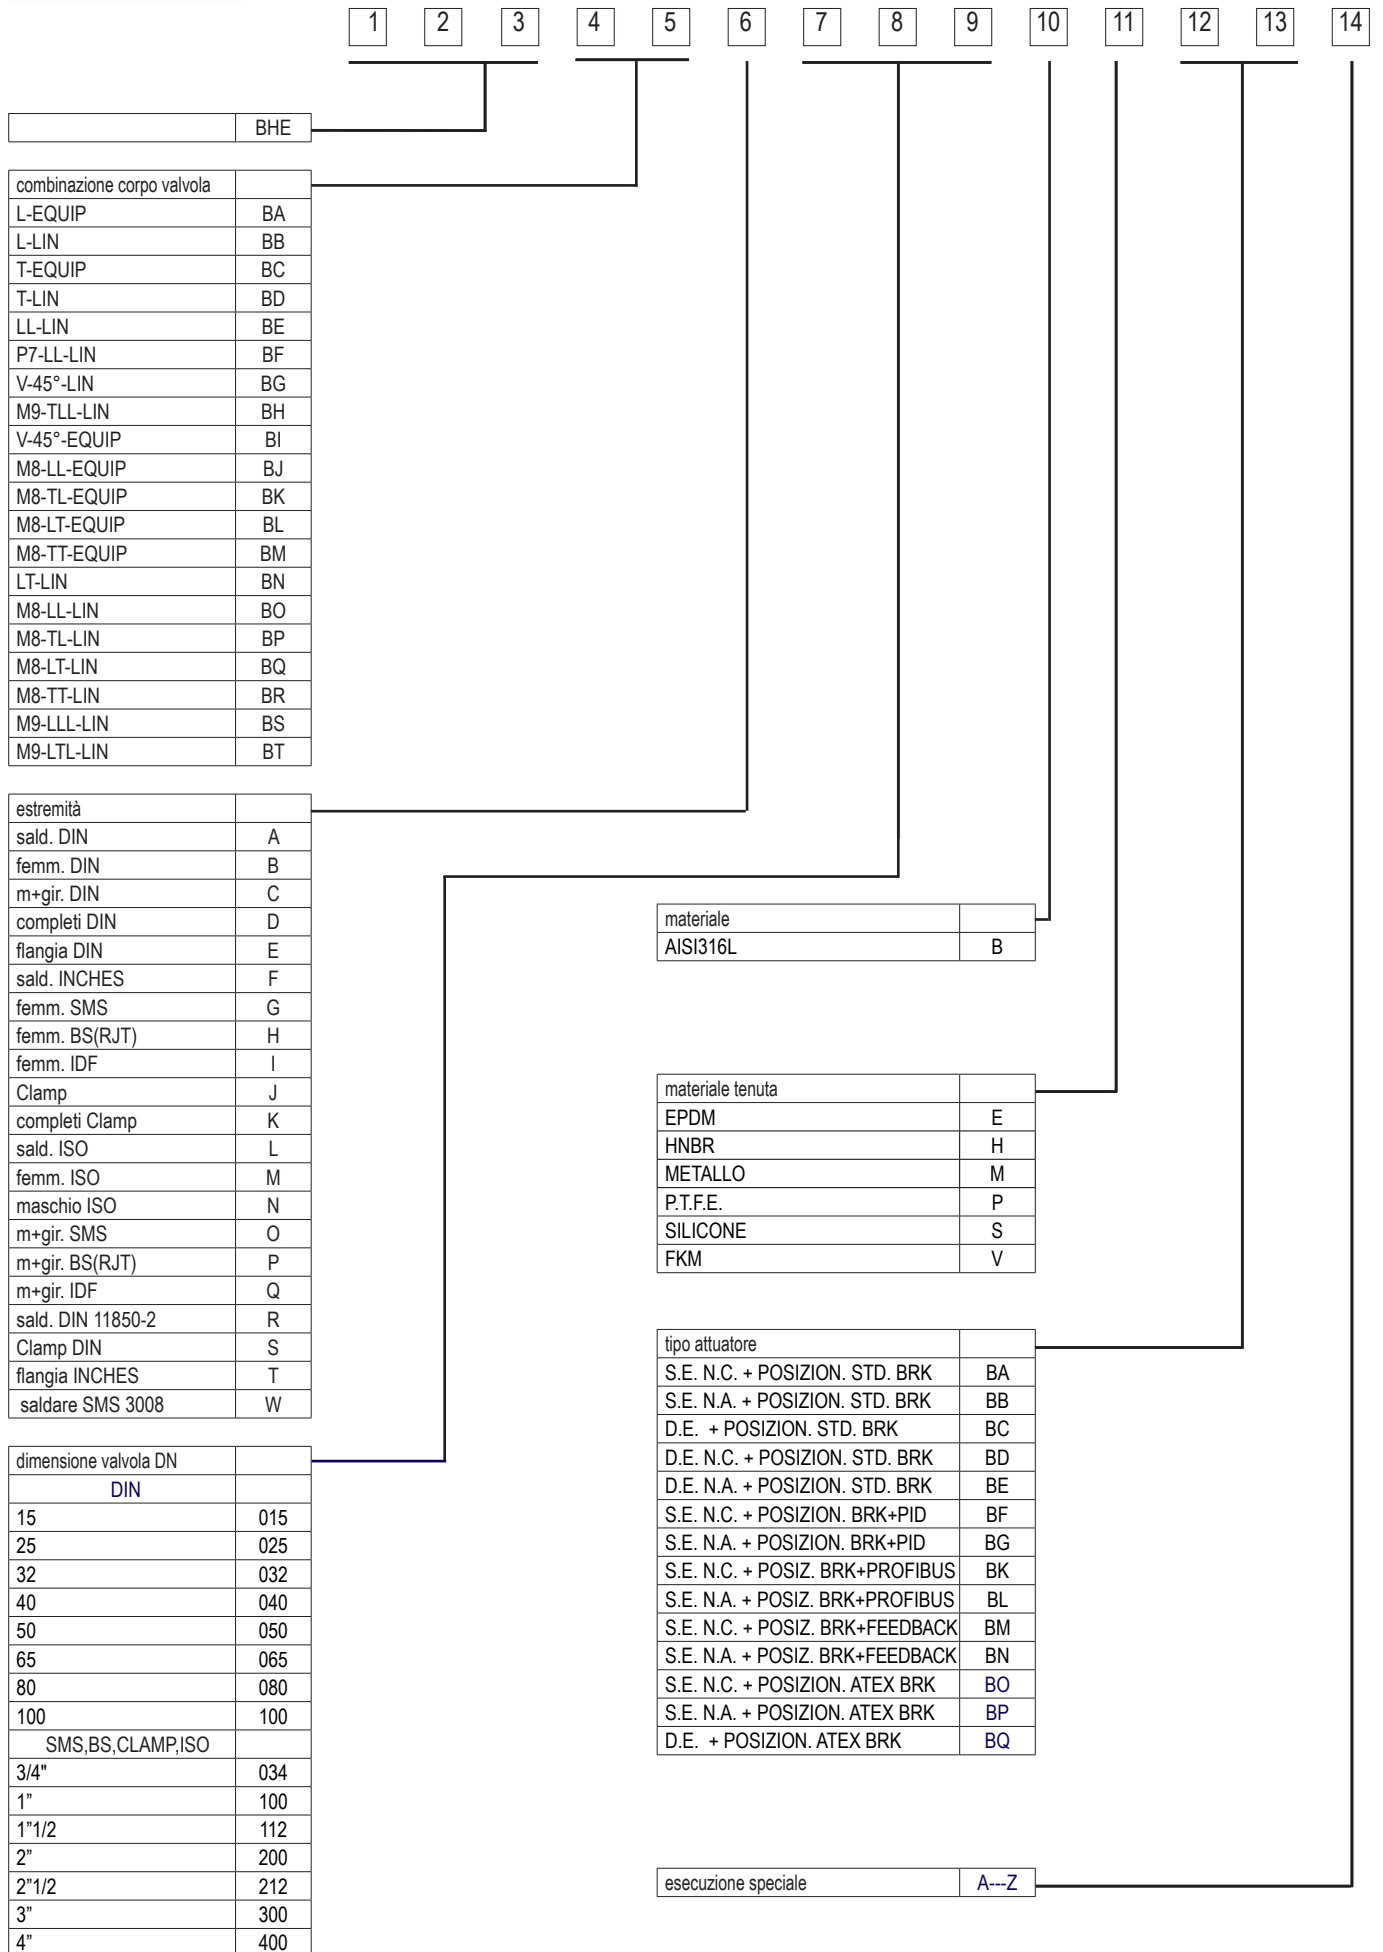 1 2 3 4 5 6 7 8 9 10 11 12 13 14
BHE
combinazione corpo valvola
L-EQUIP BA
L-LIN BB
T-EQUIP BC
T-LIN BD
LL-LIN BE
P7-LL-LIN BF
V-45°-LIN BG
M9-TLL-LIN BH
V-45°-EQUIP BI
M8-LL-EQUIP BJ
M8-TL-EQUIP BK
M8-LT-EQUIP BL
M8-TT-EQUIP BM
LT-LIN BN
M8-LL-LIN BO
M8-TL-LIN BP
M8-LT-LIN BQ
M8-TT-LIN BR
M9-LLL-LIN BS
M9-LTL-LIN BT
estremità
sald. DIN A
femm. DIN B
m+gir. DIN C
completi DIN D
flangia DIN E
sald. INCHES F
femm. SMS G
femm. BS(RJT) H
femm. IDF I
Clamp J
completi Clamp K
sald. ISO L
femm. ISO M
maschio ISO N
m+gir. SMS O
m+gir. BS(RJT) P
m+gir. IDF Q
sald. DIN 11850-2 R
Clamp DIN S
flangia INCHES T
saldare SMS 3008 W
dimensione valvola DN
DIN
15 015
25 025
32 032
40 040
50 050
65 065
80 080
100 100
SMS,BS,CLAMP,ISO
3/4" 034
1” 100
1”1/2 112
2” 200
2”1/2 212
3” 300
4” 400
materiale
AISI316L B
materiale tenuta
EPDM E
HNBR H
METALLO M
P.T.F.E. P
SILICONE S
FKM V
tipo attuatore
S.E. N.C. + POSIZION. STD. BRK BA
S.E. N.A. + POSIZION. STD. BRK BB
D.E. + POSIZION. STD. BRK BC
D.E. N.C. + POSIZION. STD. BRK BD
D.E. N.A. + POSIZION. STD. BRK BE
S.E. N.C. + POSIZION. BRK+PID BF
S.E. N.A. + POSIZION. BRK+PID BG
S.E. N.C. + POSIZ. BRK+PROFIBUS BK
S.E. N.A. + POSIZ. BRK+PROFIBUS BL
S.E. N.C. + POSIZ. BRK+FEEDBACK BM
S.E. N.A. + POSIZ. BRK+FEEDBACK BN
S.E. N.C. + POSIZION. ATEX BRK BO
S.E. N.A. + POSIZION. ATEX BRK BP
D.E. + POSIZION. ATEX BRK BQ
esecuzione speciale A---Z